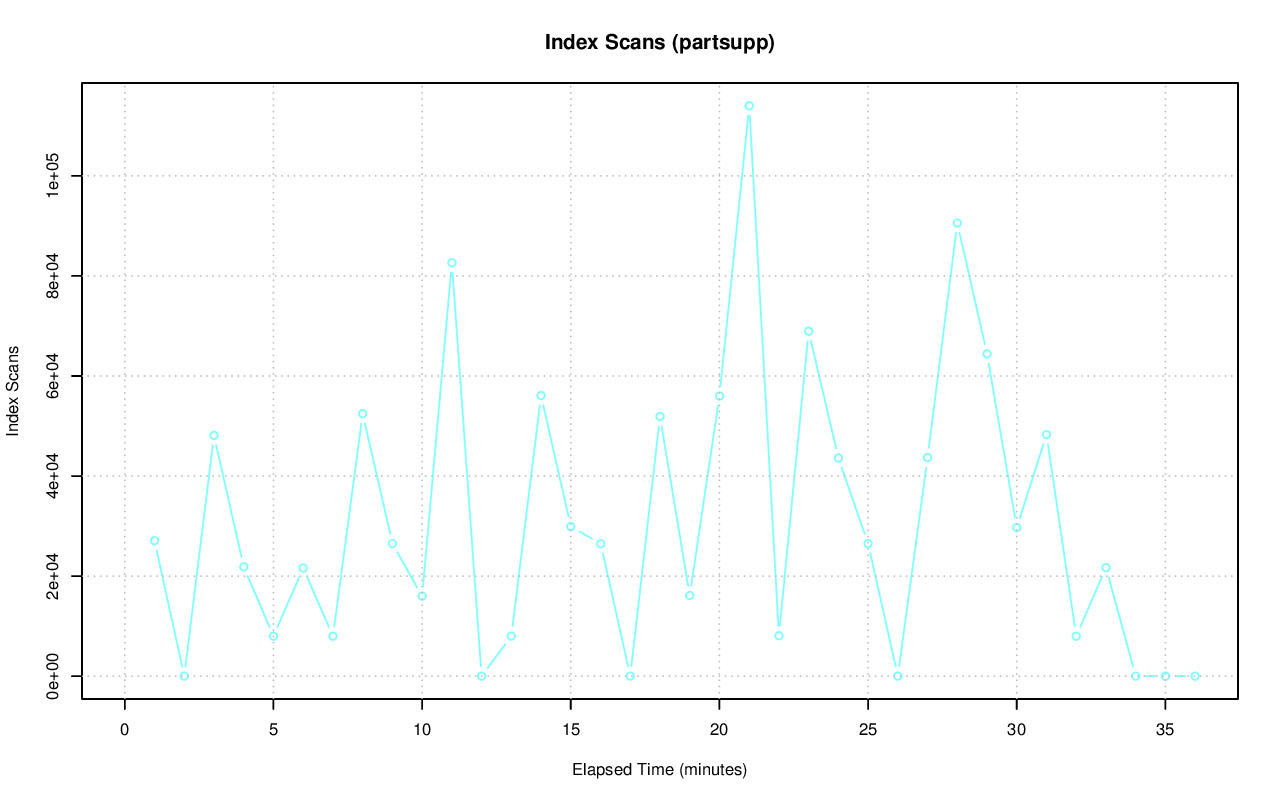 Index Scans (partsupp)
Index Scans
1e+05
8e+04
6e+04
4e+04
2e+04
0e+00
0 5 10 15 20 25 30 35
Elapsed Time (minutes)